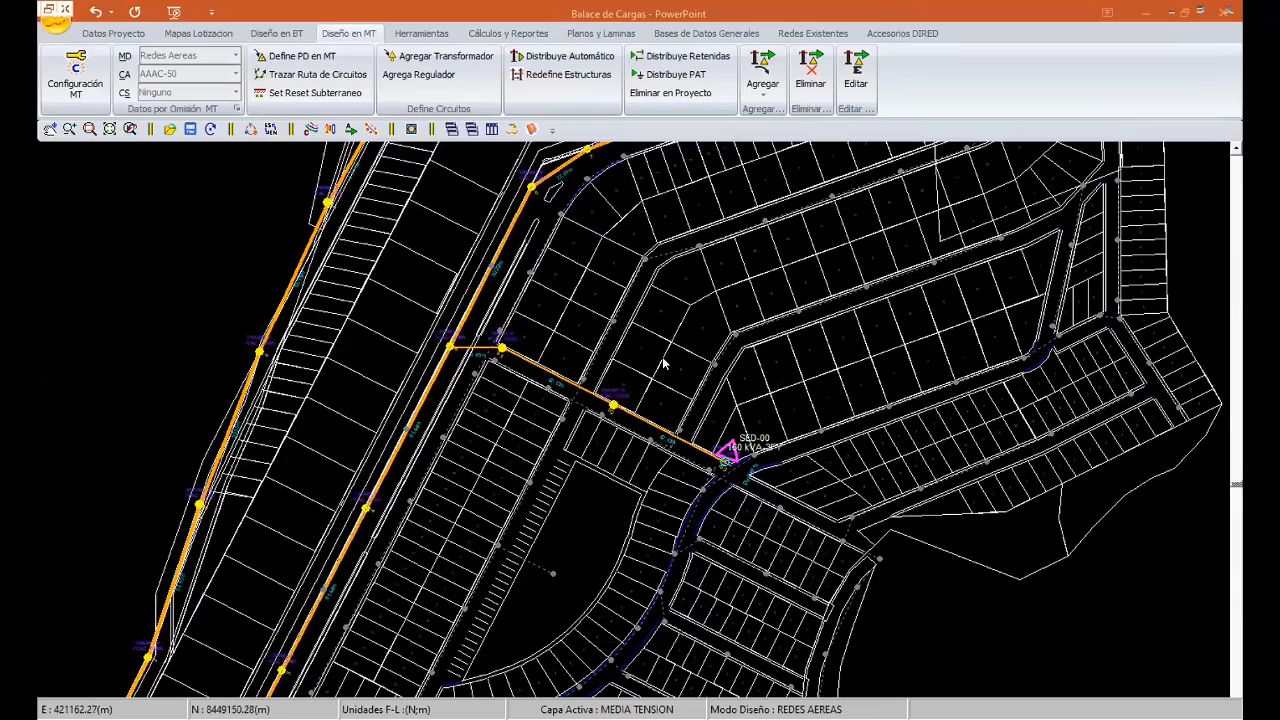 Balace de Cargas - PowerPoint
Datos Proyecto
Mapas Lotizacion
Diseño en BT
Diseño en MT
Herramientas
Cálculos y Reportes
Planos y Laminas
Bases de Datos Generales
Redes Existentes
Accesorios DIRED
Configuración
MT
MD Redes Aereas
CA AAAC-50
CS Ninguno
Datos por Omisión MT
Define PD en MT
Trazar Ruta de Circuitos
Set Reset Subterraneo
Agregar Transformador
Agrega Regulador
Define Circuitos
Distribuye Automático
Redefine Estructuras
Distribuye Retenidas
Distribuye PAT
Eliminar en Proyecto
Agregar
Agregar...
Eliminar
Eliminar...
Editar
Editar ...
SED-00
160 kVA-3FY
E : 421162.27(m)
N : 8449150.28(m)
Unidades F-L :(N;m)
Capa Activa : MEDIA TENSION
Modo Diseño : REDES AEREAS